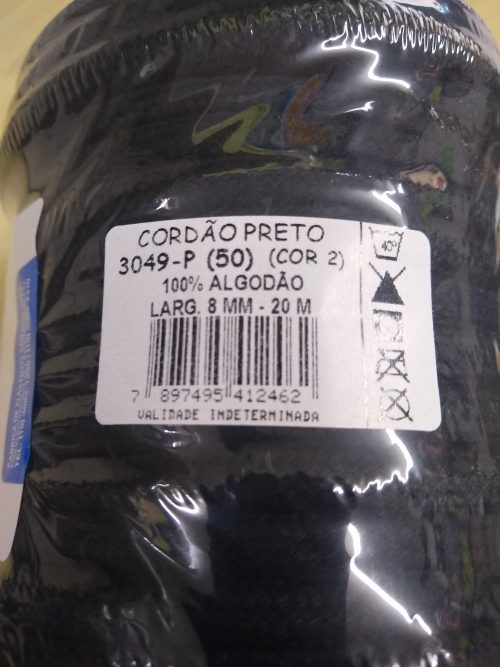 CORDÃO PRETO
3049-P (50) (COR 2)
100% ALGODÃO
LARG. 8 MM - 20 M
7 897495 412462
VALIDADE INDETERMINADA
40°